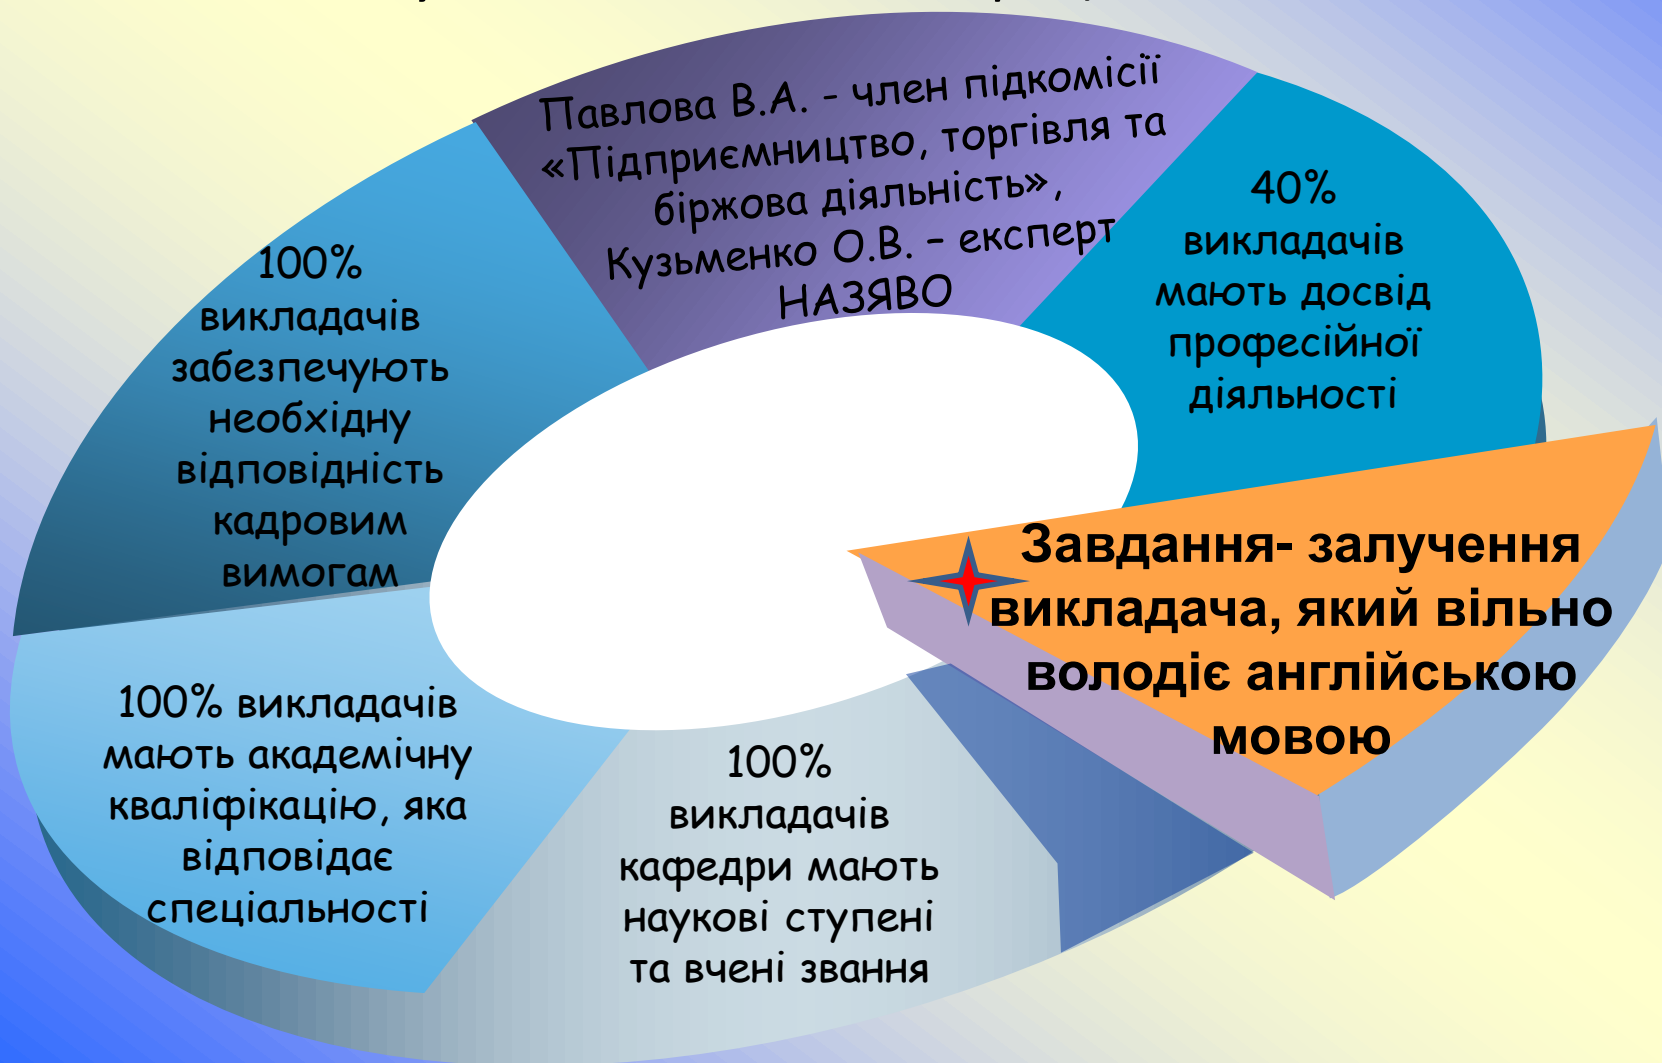 Павлова В.А. - член підкомісії
«Підприємництво, торгівля та
біржова діяльність»,
Кузьменко О.В. – експерт
НАЗЯВО
40%
викладачів
мають досвід
професійної
діяльності
100%
викладачів
забезпечують
необхідну
відповідність
кадровим
вимогам
Завдання- залучення
викладача, який вільно
володіє англійською
мовою
100% викладачів
мають академічну
кваліфікацію, яка
відповідає
спеціальності
100%
викладачів
кафедри мають
наукові ступені
та вчені звання